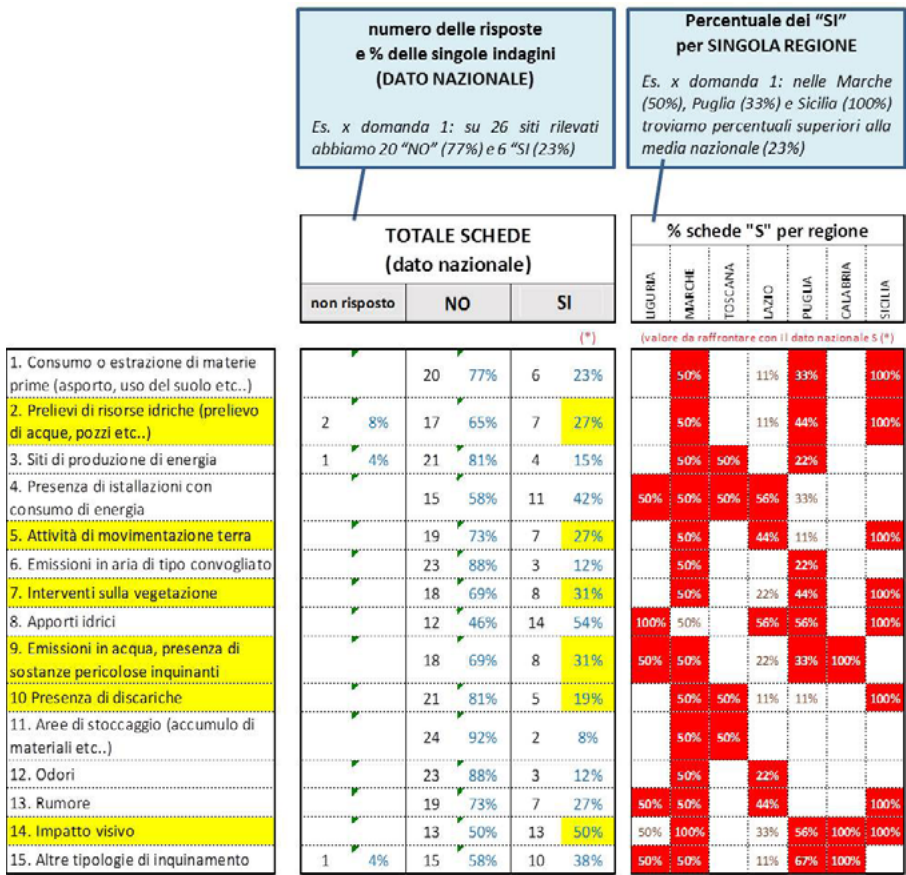 numero delle risposte
e % delle singole indagini
(DATO NAZIONALE)
Es. x domanda 1: su 26 siti rilevati
abbiamo 20 “NO” (77%) e 6 “SI (23%)
Percentuale dei “SI”
per SINGOLA REGIONE
Es. x domanda 1: nelle Marche
(50%), Puglia (33%) e Sicilia (100%)
troviamo percentuali superiori alla
media nazionale (23%)
TOTALE SCHEDE
(dato nazionale)
non risposto NO SI
(*)
% schede "S" per regione
LIGURIA MARCHE TOSCANA LAZIO PUGLIA CALABRIA SICILIA
(valore da raffrontare con il dato nazionale S (*)
1. Consumo o estrazione di materie
prime (asporto, uso del suolo etc..)
20 77% 6 23% 50% 11% 33% 100%
2. Prelievi di risorse idriche (prelievo
di acque, pozzi etc..)
2 8% 17 65% 7 27% 50% 11% 44% 100%
3. Siti di produzione di energia 1 4% 21 81% 4 15% 50% 50% 22%
4. Presenza di istallazioni con
consumo di energia
15 58% 11 42% 50% 50% 50% 56% 33%
5. Attività di movimentazione terra 19 73% 7 27% 50% 44% 11% 100%
6. Emissioni in aria di tipo convogliato 23 88% 3 12% 50% 22%
7. Interventi sulla vegetazione 18 69% 8 31% 50% 22% 44% 100%
8. Apporti idrici 12 46% 14 54% 100% 50% 56% 56% 100%
9. Emissioni in acqua, presenza di
sostanze pericolose inquinanti
18 69% 8 31% 50% 50% 22% 33% 100%
10 Presenza di discariche 21 81% 5 19% 50% 50% 11% 11% 100%
11. Aree di stoccaggio (accumulo di
materiali etc..)
24 92% 2 8% 50% 50%
12. Odori 23 88% 3 12% 50% 22%
13. Rumore 19 73% 7 27% 50% 50% 44% 100%
14. Impatto visivo 13 50% 13 50% 50% 100% 33% 56% 100% 100%
15. Altre tipologie di inquinamento 1 4% 15 58% 10 38% 50% 50% 11% 67% 100%